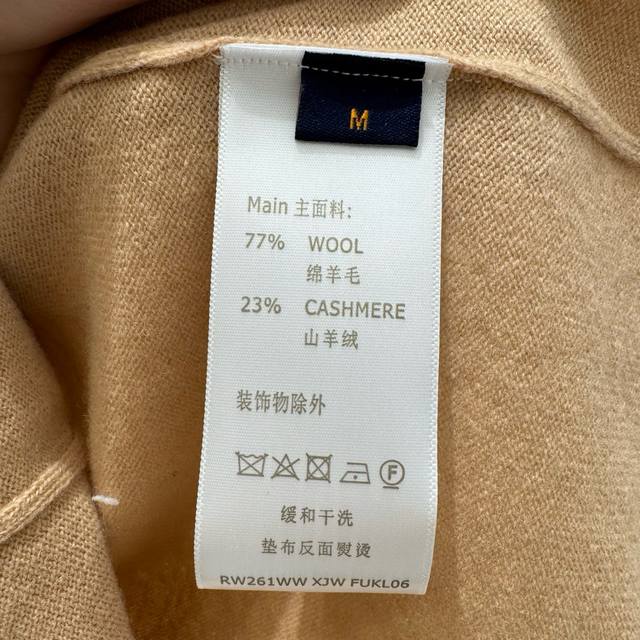 M
Main 主面料:
77% WOOL
绵羊毛
23% CASHMERE
山羊绒
装饰物除外
F
缓和干洗
垫布反面熨烫
RW261WW XJW FUKL06